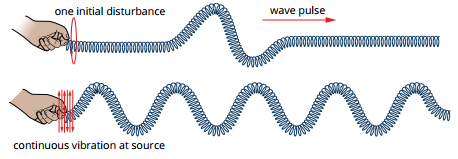 one initial disturbance
wave pulse
continuous vibration at source